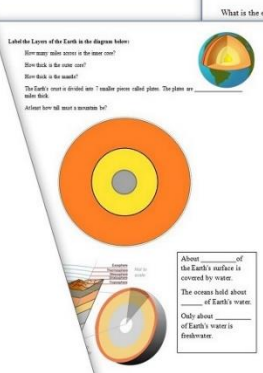 What is the
Label the Layers of the Earth in the diagram below:
How many miles across is the inner core?
How thick is the outer core?
How thick is the mantle?
The Earth's crust is divided into 7 smaller pieces called plates. The plates are ____________
miles thick.
At least how tall must a mountain be?
About _________of
the Earth's surface is
covered by water.
The oceans hold about
______ of Earth's water.
Only about _________
of Earth's water is
freshwater.